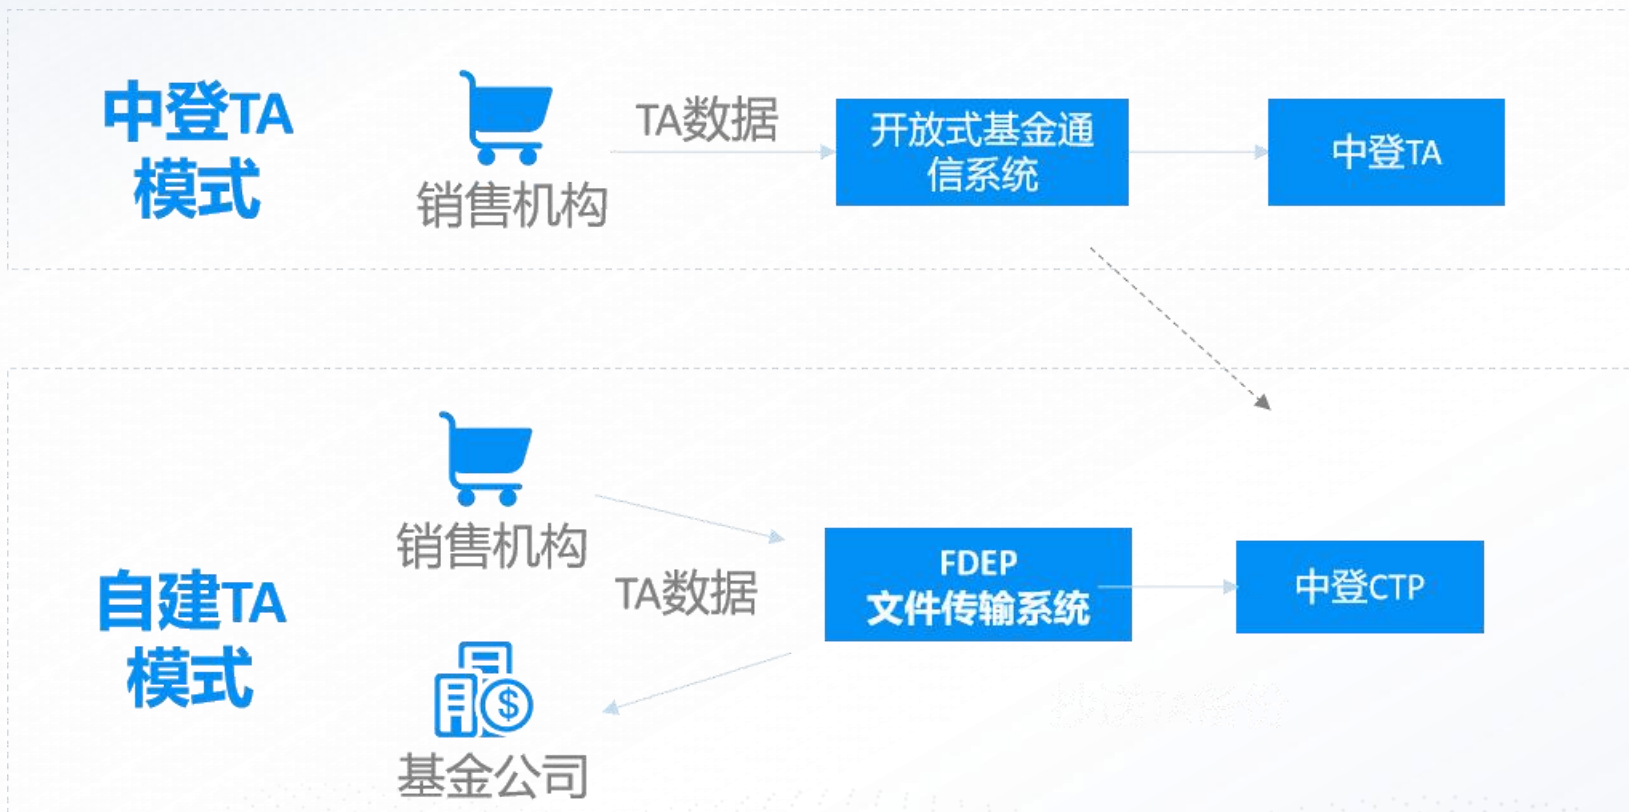 中登TA
模式
销售机构
TA数据
开放式基金通
信系统
中登TA
自建TA
模式
销售机构
TA数据
基金公司
FDEP
文件传输系统
中登CTP